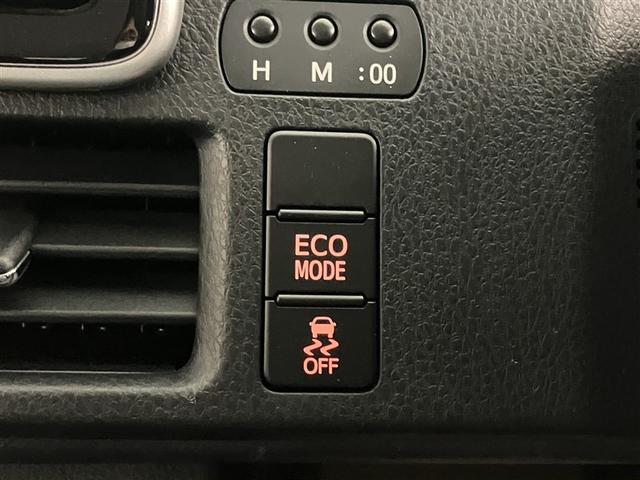 H M :00
ECO
MODE
OFF